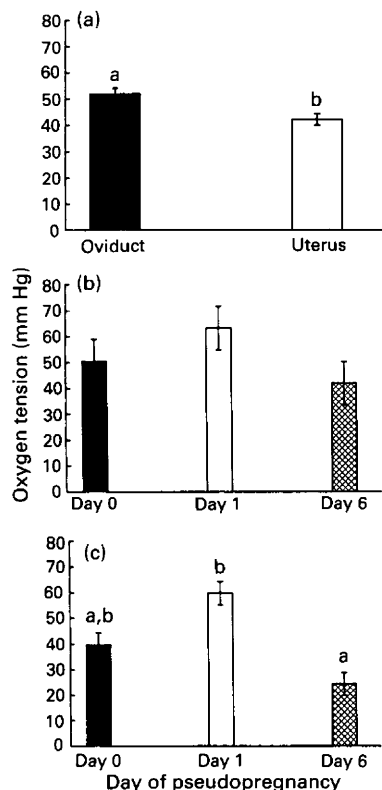 (a)
80
70
60
50
40
30
20
10
0
a
b
Oviduct Uterus
Oxygen tension (mm Hg)
(b)
80
70
60
50
40
30
20
10
0
Day 0 Day 1 Day 6
(c)
80
70
60
50
40
30
20
10
0
a,b
b
a
Day 0 Day 1 Day 6
Day of pseudopregnancy